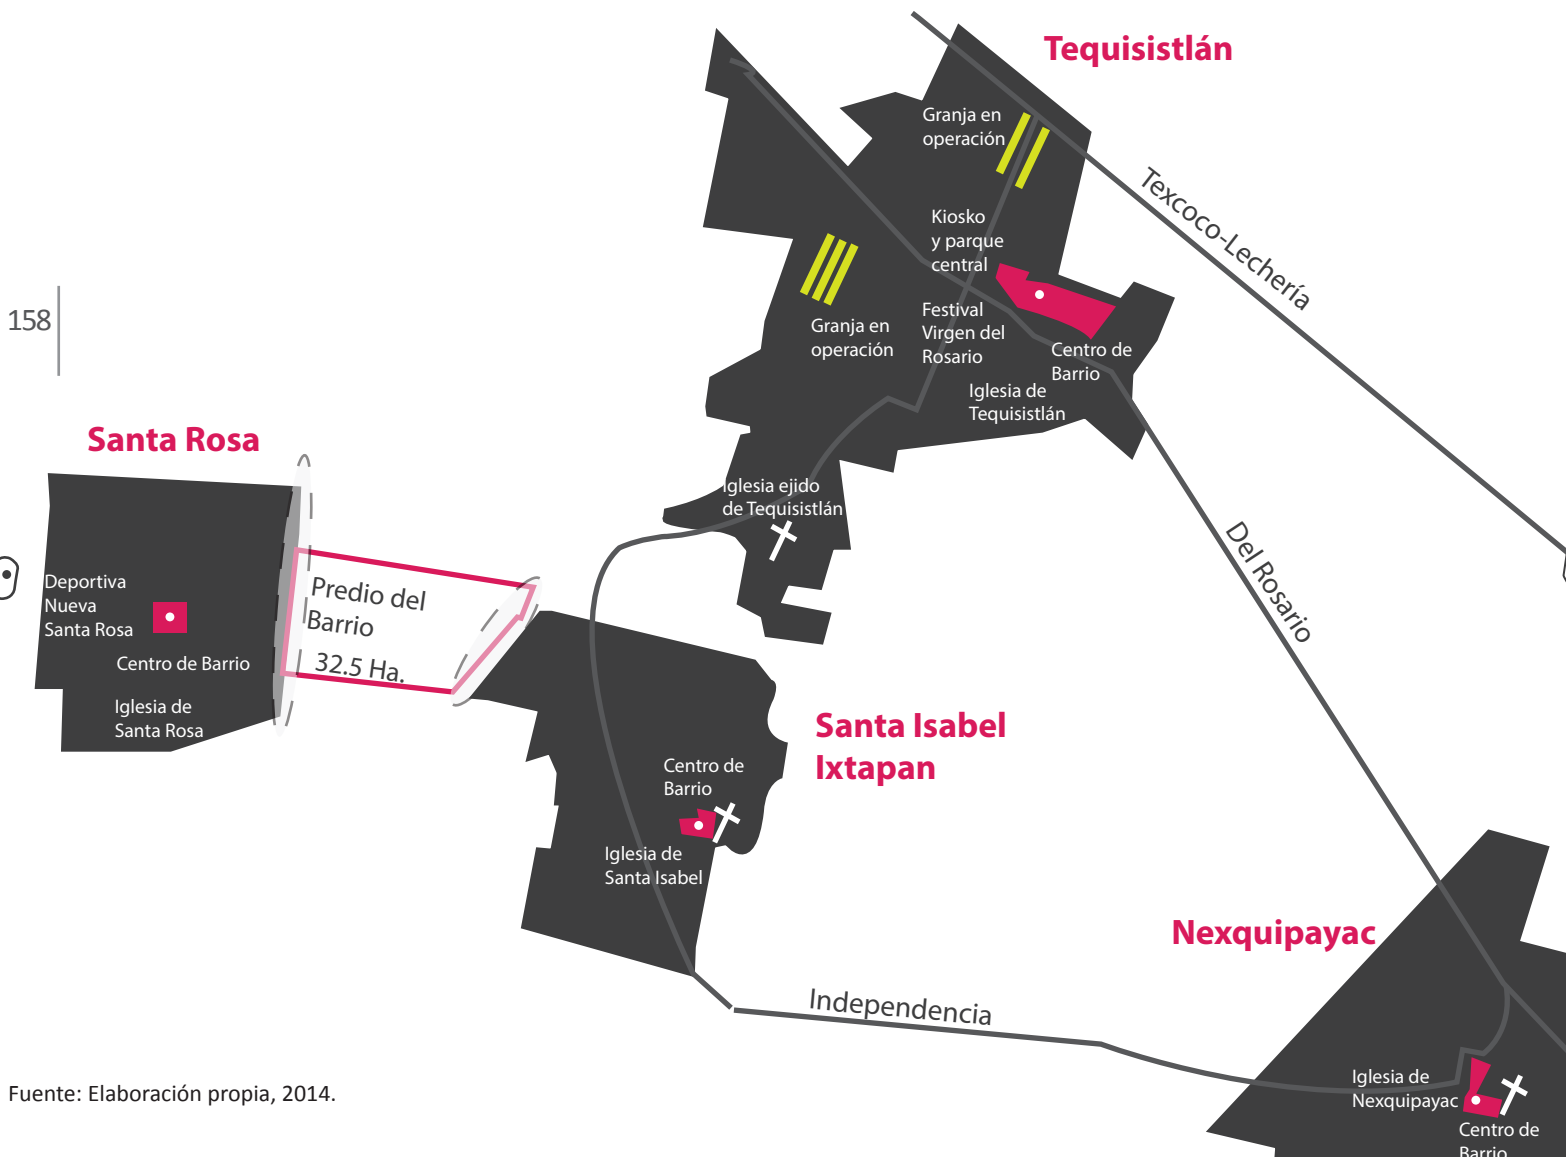 Tequisistlán
Granja en
operación
Texcoco-Lechería
Kiosko
y parque
central
158
Granja en
operación
Festival
Virgen del
Rosario
Centro de
Barrio
Iglesia de
Tequisistlán
Santa Rosa
Iglesia ejido
de Tequisistlán
Del Rosario
Deportiva
Nueva
Santa Rosa
Predio del
Barrio
32.5 Ha.
Centro de Barrio
Iglesia de
Santa Rosa
Santa Isabel
Ixtapan
Centro de
Barrio
Iglesia de
Santa Isabel
Nexquipayac
Independencia
Iglesia de
Nexquipayac
Centro de
Barrio
Fuente: Elaboración propia, 2014.